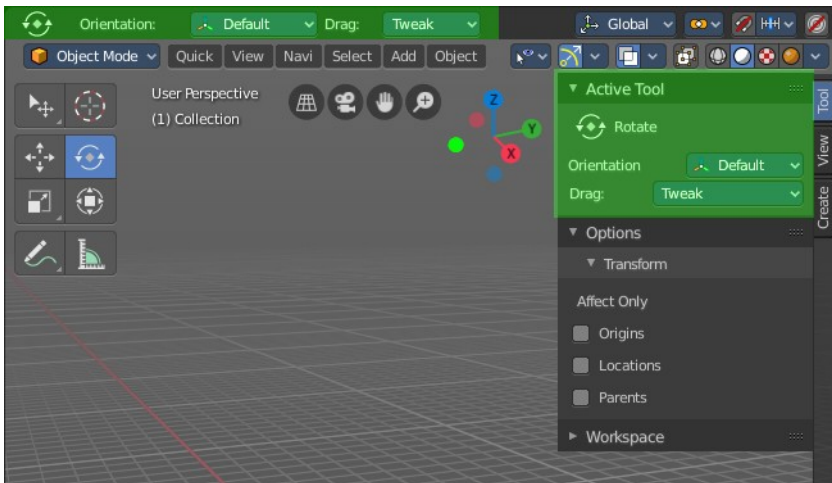 Orientation: Default Drag: Tweak Global
Object Mode Quick View Navi Select Add Object
User Perspective
(1) Collection
Z
Y
X
Active Tool
Rotate
Orientation Default
Drag: Tweak
Options
Transform
Affect Only
Origins
Locations
Parents
Workspace
Tool
View
Create